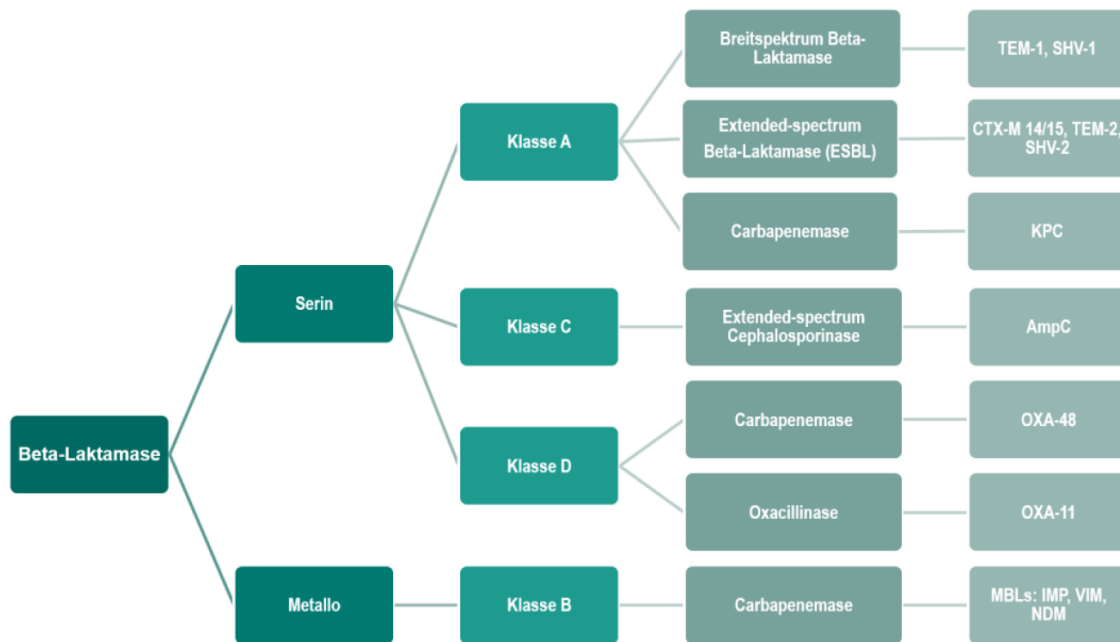 Beta-Laktamase
Serin
Metallo
Klasse A
Klasse C
Klasse D
Klasse B
Breitspektrum Beta-
Laktamase
Extended-spectrum
Beta-Laktamase (ESBL)
Carbapenemase
Extended-spectrum
Cephalosporinase
Carbapenemase
Oxacillinase
Carbapenemase
TEM-1, SHV-1
CTX-M 14/15, TEM-2,
SHV-2
KPC
AmpC
OXA-48
OXA-11
MBLs: IMP, VIM,
NDM